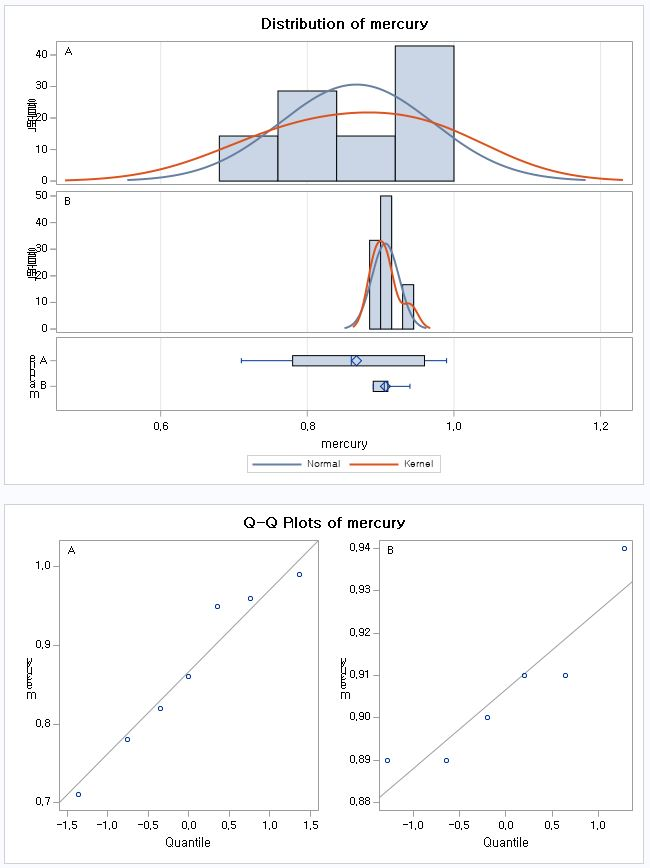 Distribution of mercury
A
40
30
20
10
0
B
50
40
30
20
10
0
A
B
0,6 0,8 1,0 1,2
mercury
Normal Kernel
Q-Q Pilots of mercury
A
1,0
0,9
0,8
0,7
-1,5 -1,0 -0,5 0,0 0,5 1,0 1,5
Quantile
B
0,94
0,93
0,92
0,91
0,90
0,89
0,88
-1,0 -0,5 0,0 0,5 1,0
Quantile